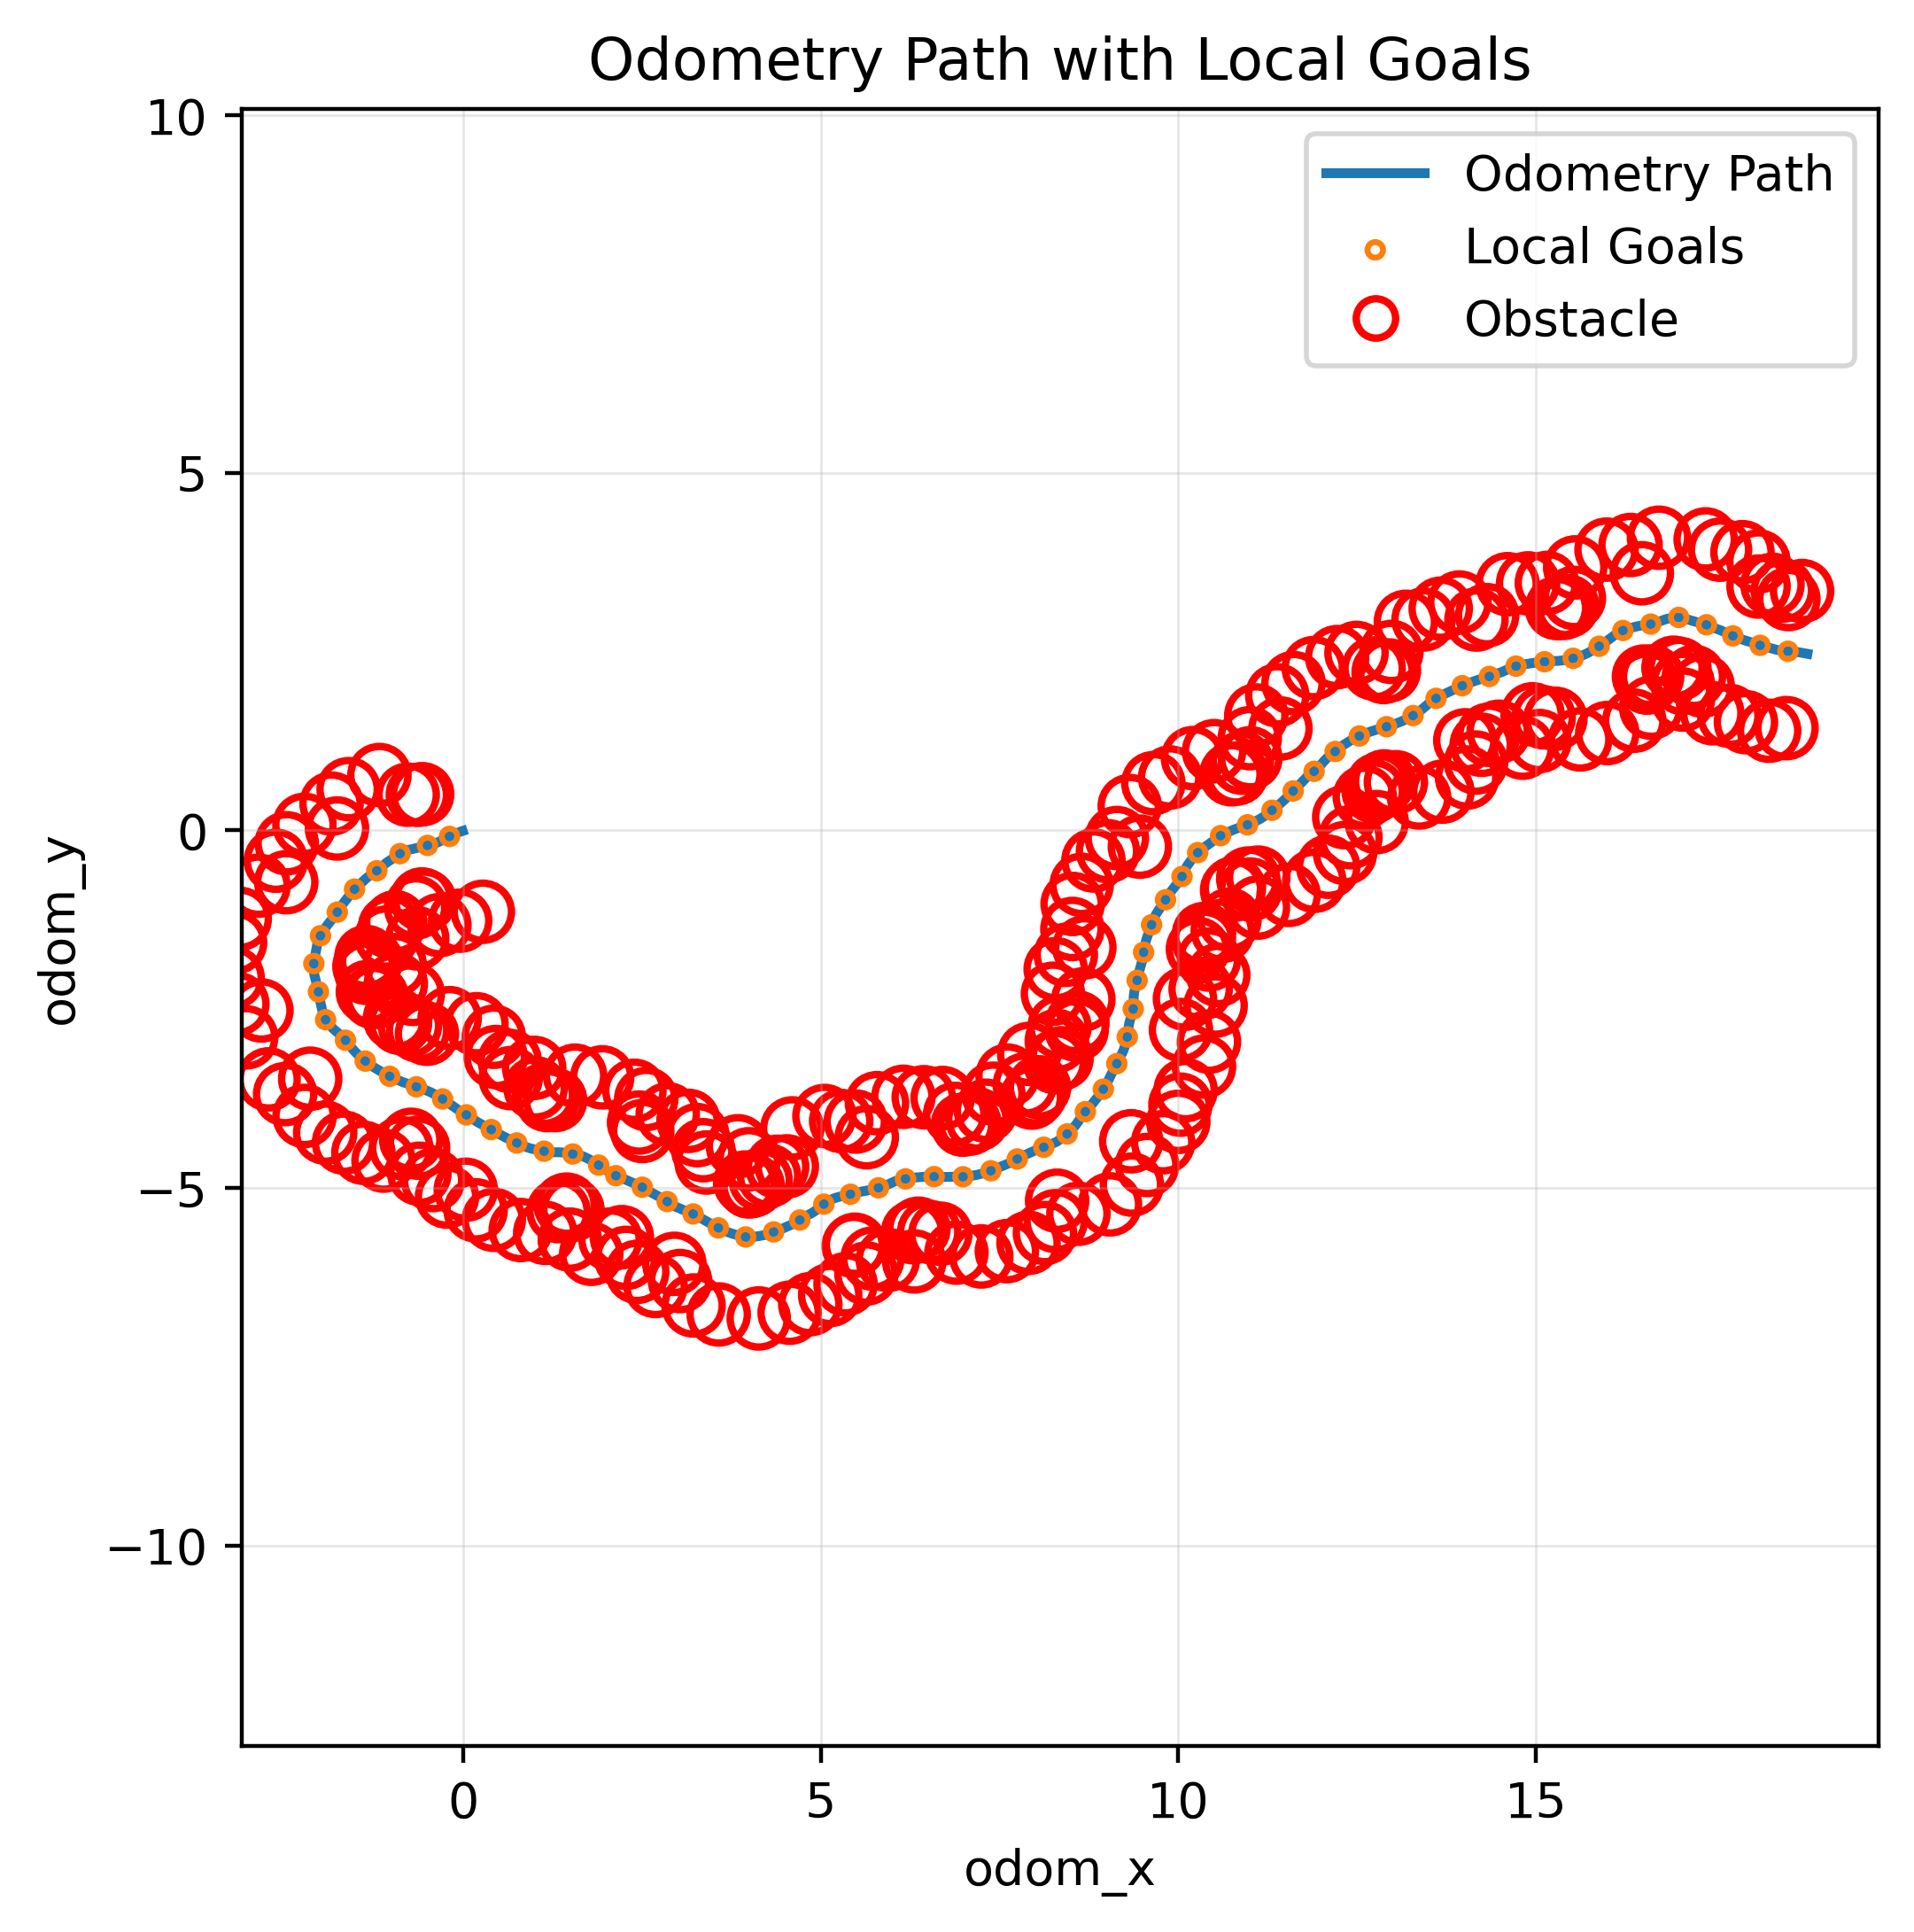 Odometry Path with Local Goals
10
5
0
−5
−10
odom_y
Odometry Path
Local Goals
Obstacle
0
5
10
15
odom_x